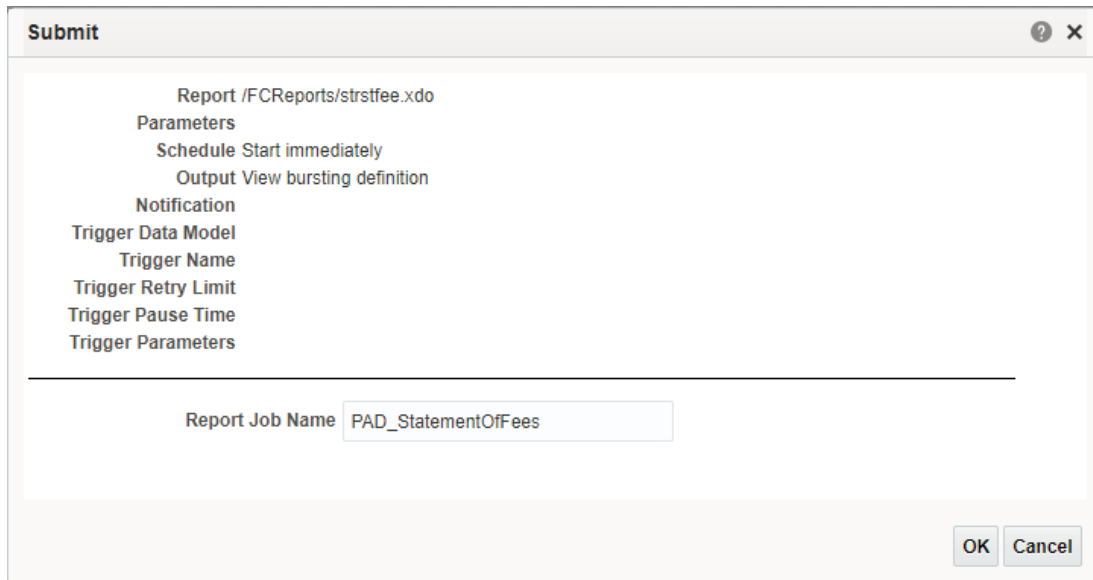 Submit
Report /FCReports/strstfee.xdo
Parameters
Schedule Start immediately
Output View bursting definition
Notification
Trigger Data Model
Trigger Name
Trigger Retry Limit
Trigger Pause Time
Trigger Parameters
Report Job Name PAD_StatementOfFees
OK Cancel